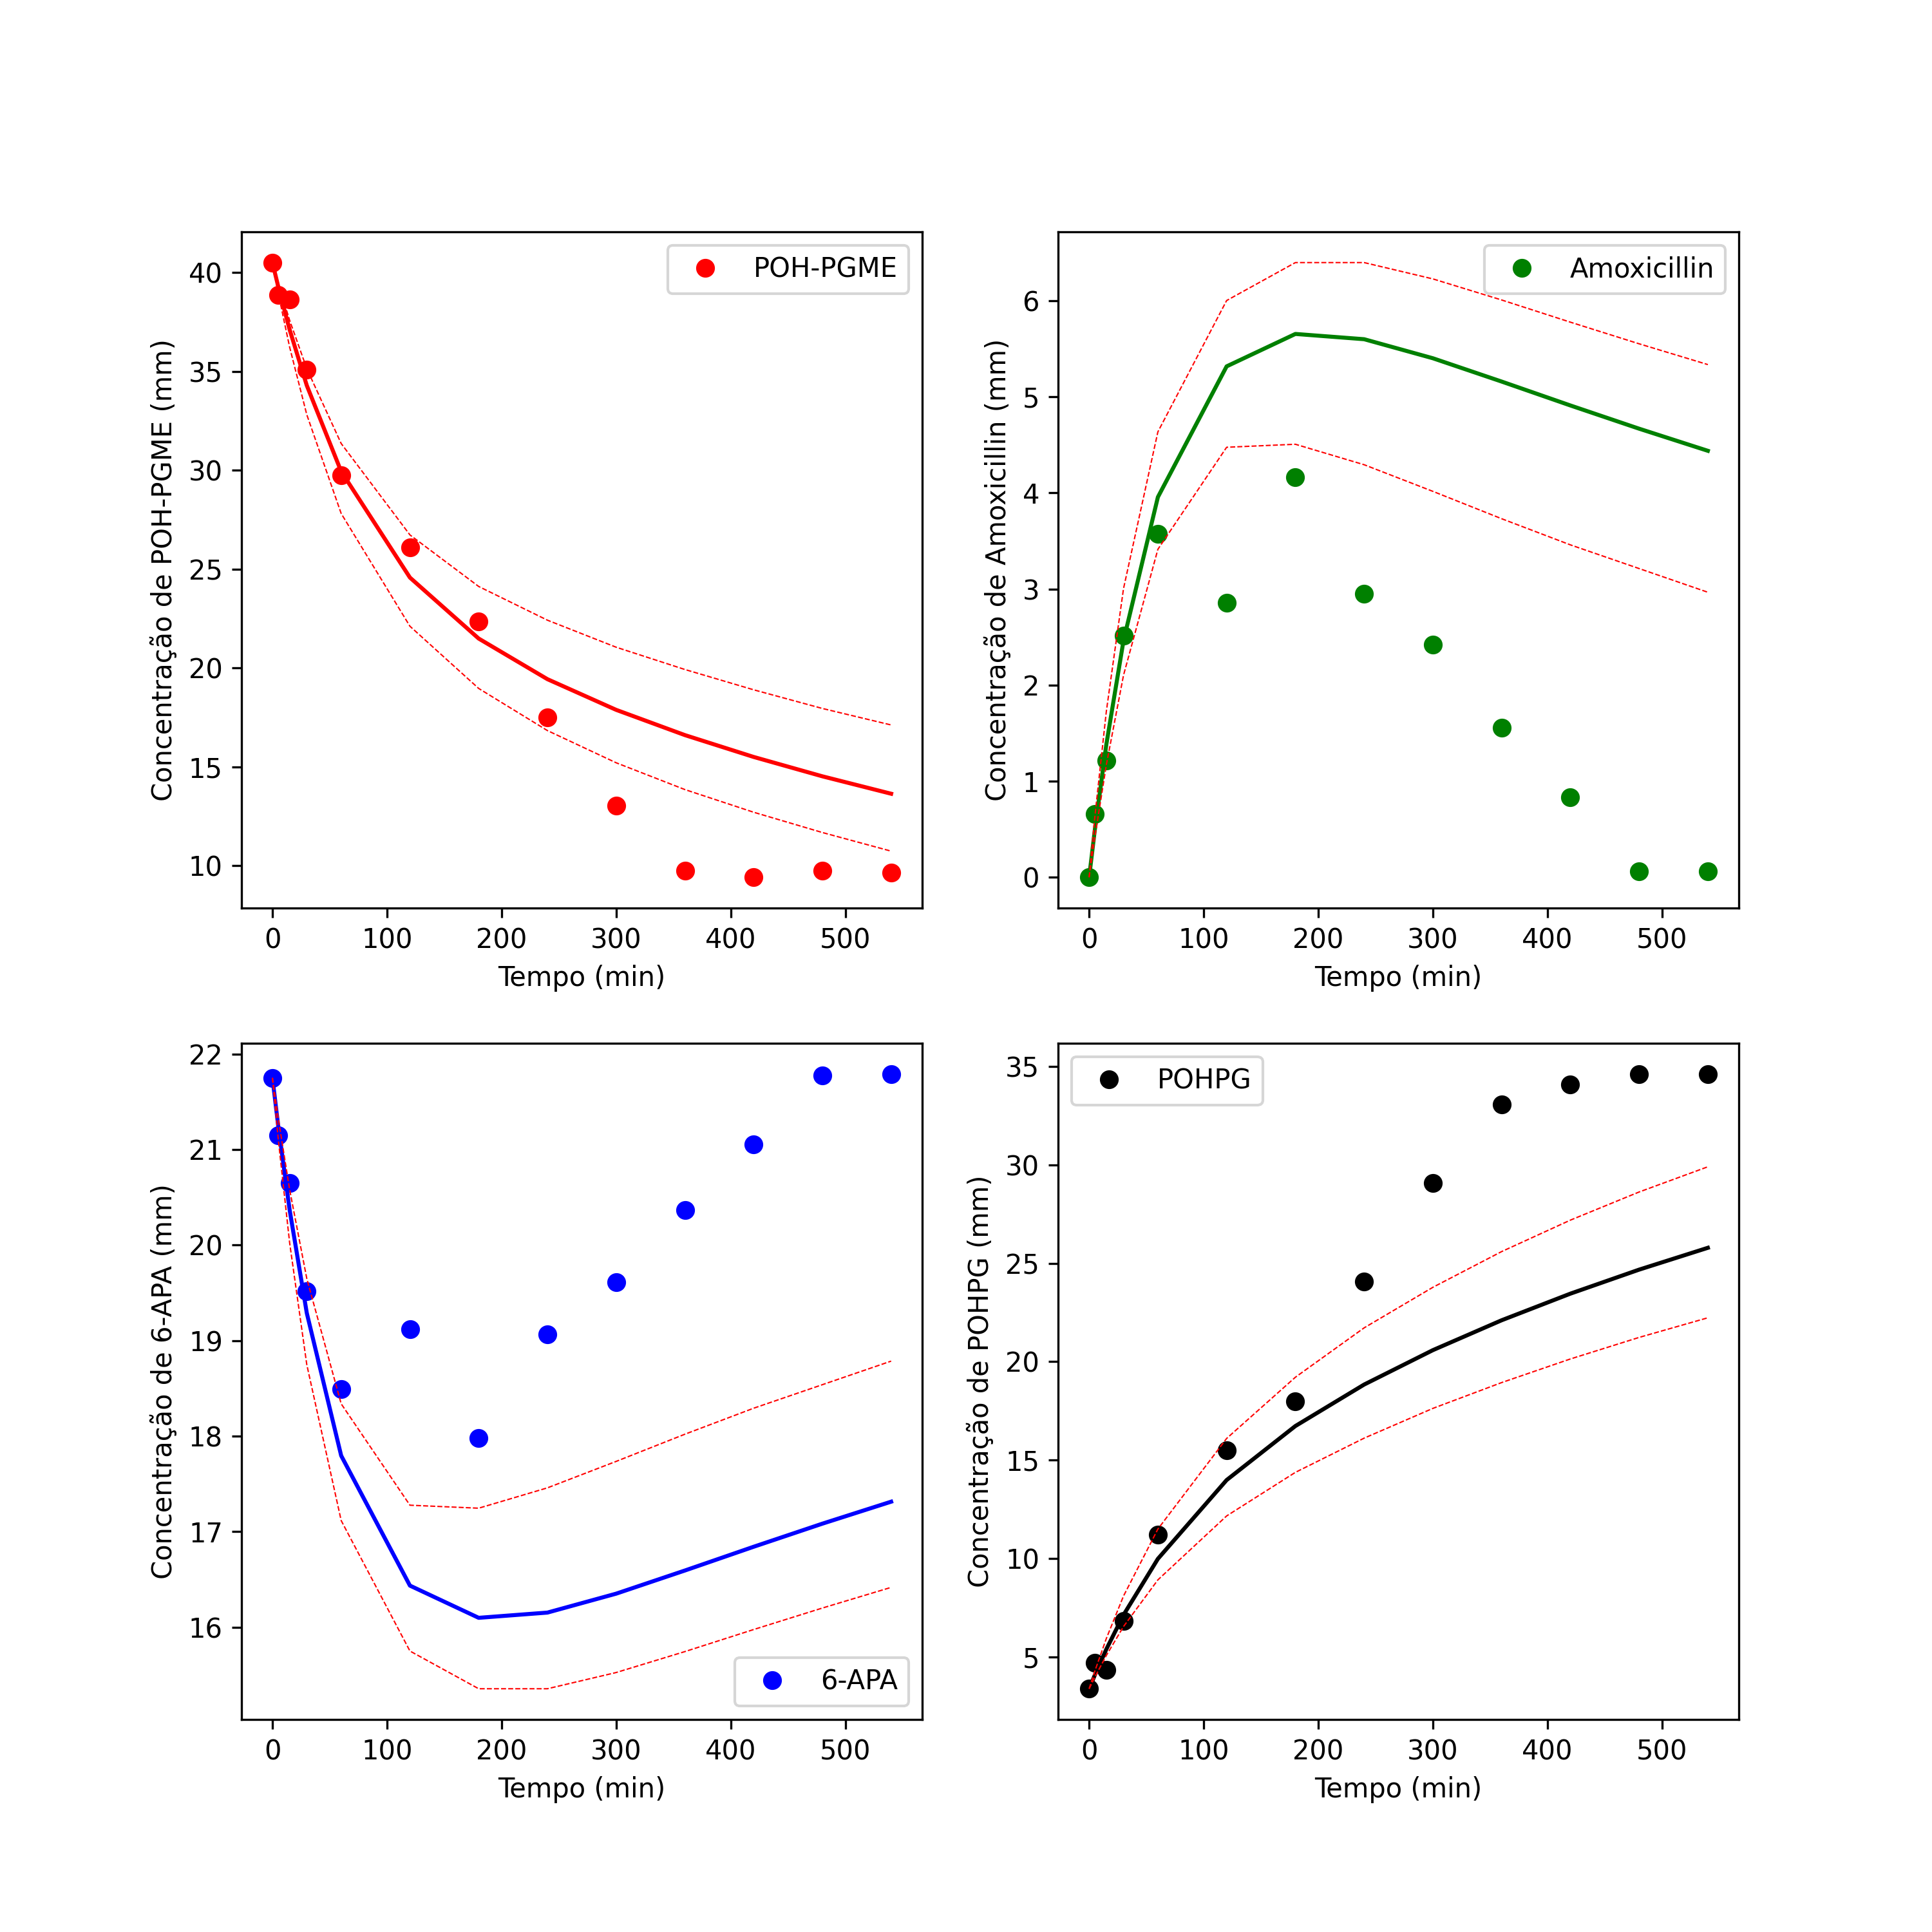 POH-PGME
Concentração de POH-PGME (mm)
40
35
30
25
20
15
10
0 100 200 300 400 500
Tempo (min)
Amoxicillin
Concentração de Amoxicillin (mm)
6
5
4
3
2
1
0
0 100 200 300 400 500
Tempo (min)
Concentração de 6-APA (mm)
22
21
20
19
18
17
16
6-APA
0 100 200 300 400 500
Tempo (min)
POHPG
Concentração de POHPG (mm)
35
30
25
20
15
10
5
0 100 200 300 400 500
Tempo (min)